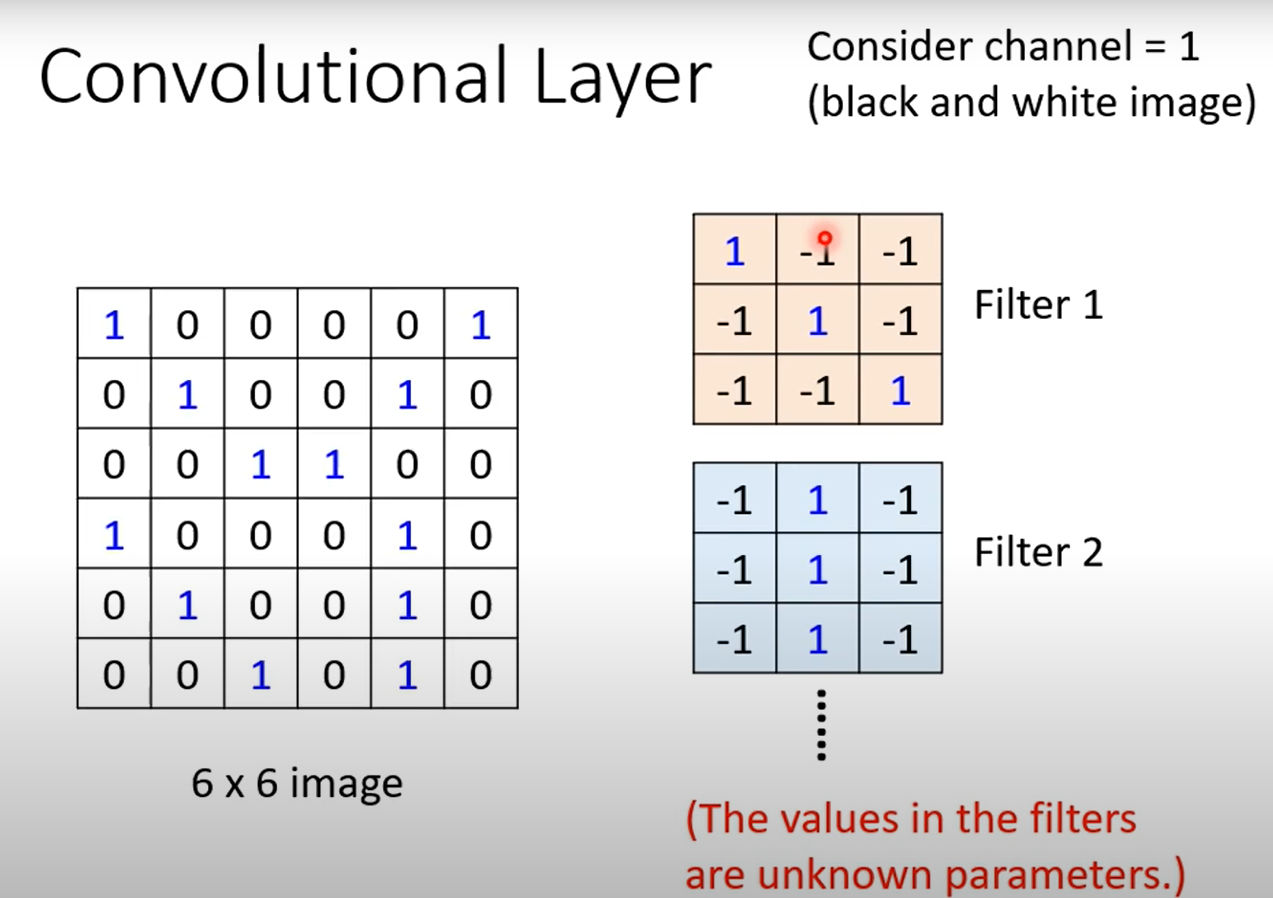 Convolutional Layer
Consider channel = 1
(black and white image)
1 0 0 0 0 1
0 1 0 0 1 0
0 0 1 1 0 0
1 0 0 0 1 0
0 1 0 0 1 0
0 0 1 0 1 0
6 x 6 image
1 -1 -1
-1 1 -1
-1 -1 1
Filter 1
-1 1 -1
-1 1 -1
-1 1 -1
Filter 2
(The values in the filters
are unknown parameters.)